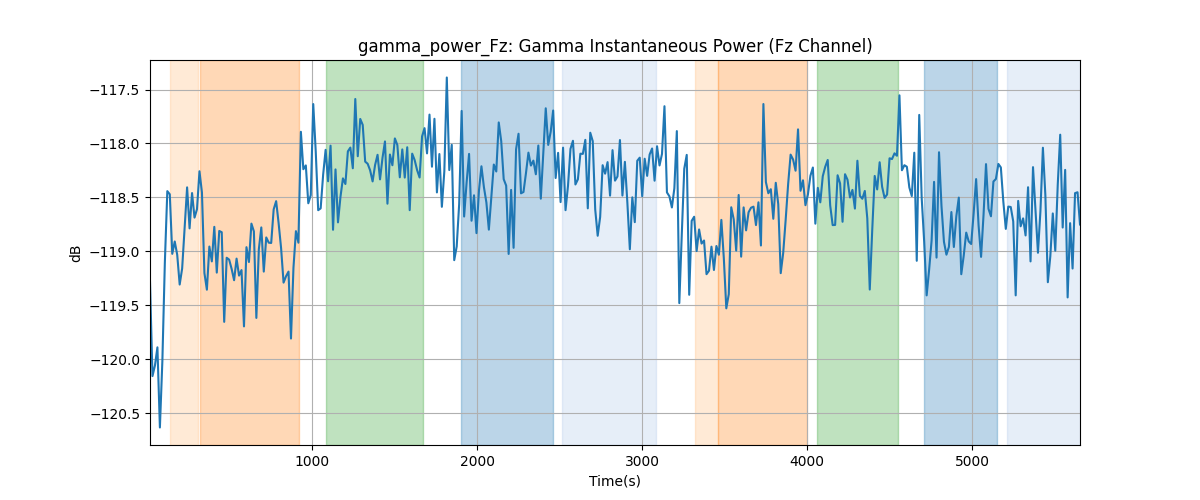 gamma_power_Fz: Gamma Instantaneous Power (Fz Channel)
−117.5
−118.0
−118.5
−119.0
−119.5
−120.0
−120.5
dB
1000 2000 3000 4000 5000
Time(s)